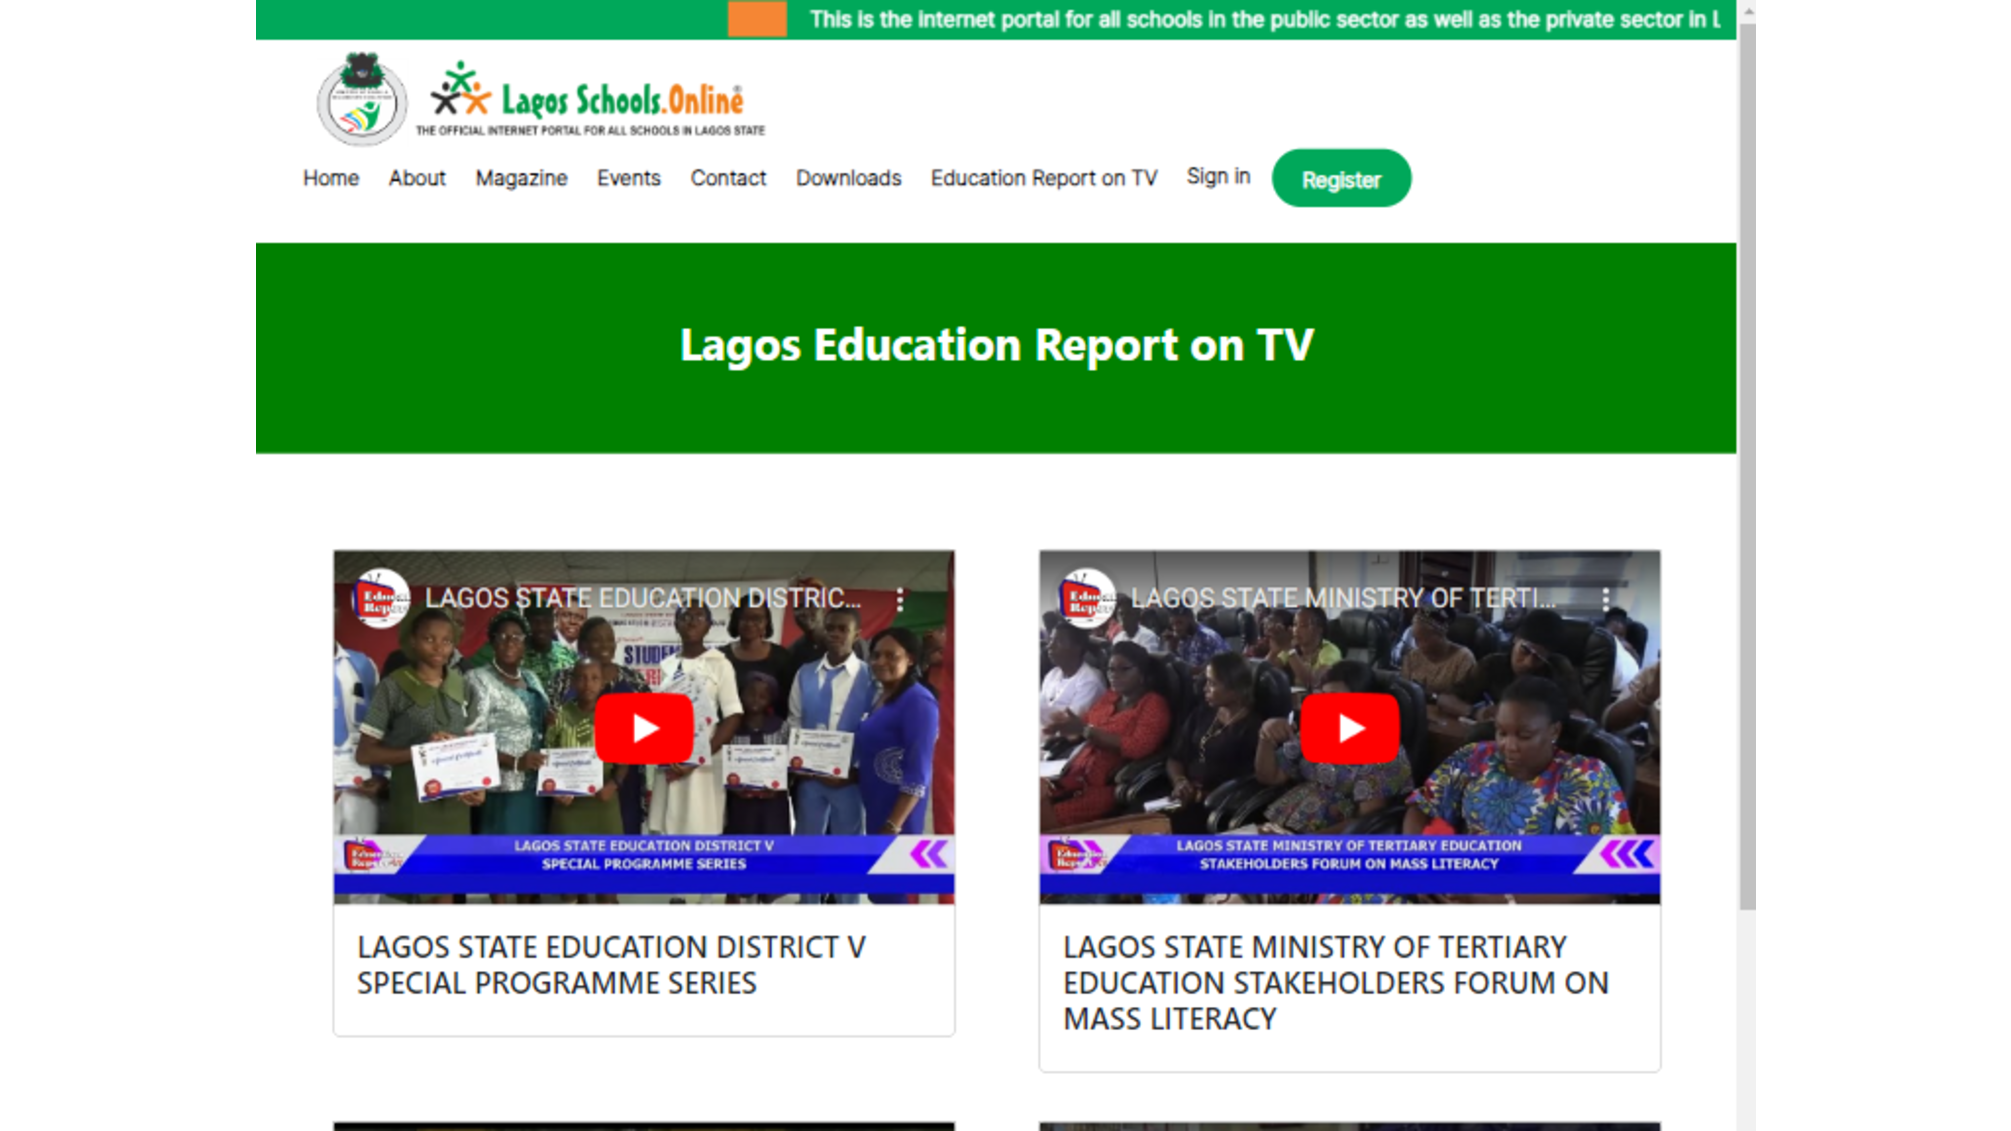 This is the internet portal for all schools in the public sector as well as the private sector in L
Lagos Schools.Online
THE OFFICIAL INTERNET PORTAL FOR ALL SCHOOLS IN LAGOS STATE
Home About Magazine Events Contact Downloads Education Report on TV Sign in Register
Lagos Education Report on TV
LAGOS STATE EDUCATION DISTRIC...
LAGOS STATE EDUCATION DISTRICT V
SPECIAL PROGRAMME SERIES
LAGOS STATE EDUCATION DISTRICT V
SPECIAL PROGRAMME SERIES
LAGOS STATE MINISTRY OF TERTI...
LAGOS STATE MINISTRY OF TERTIARY EDUCATION
STAKEHOLDERS FORUM ON MASS LITERACY
LAGOS STATE MINISTRY OF TERTIARY
EDUCATION STAKEHOLDERS FORUM ON
MASS LITERACY